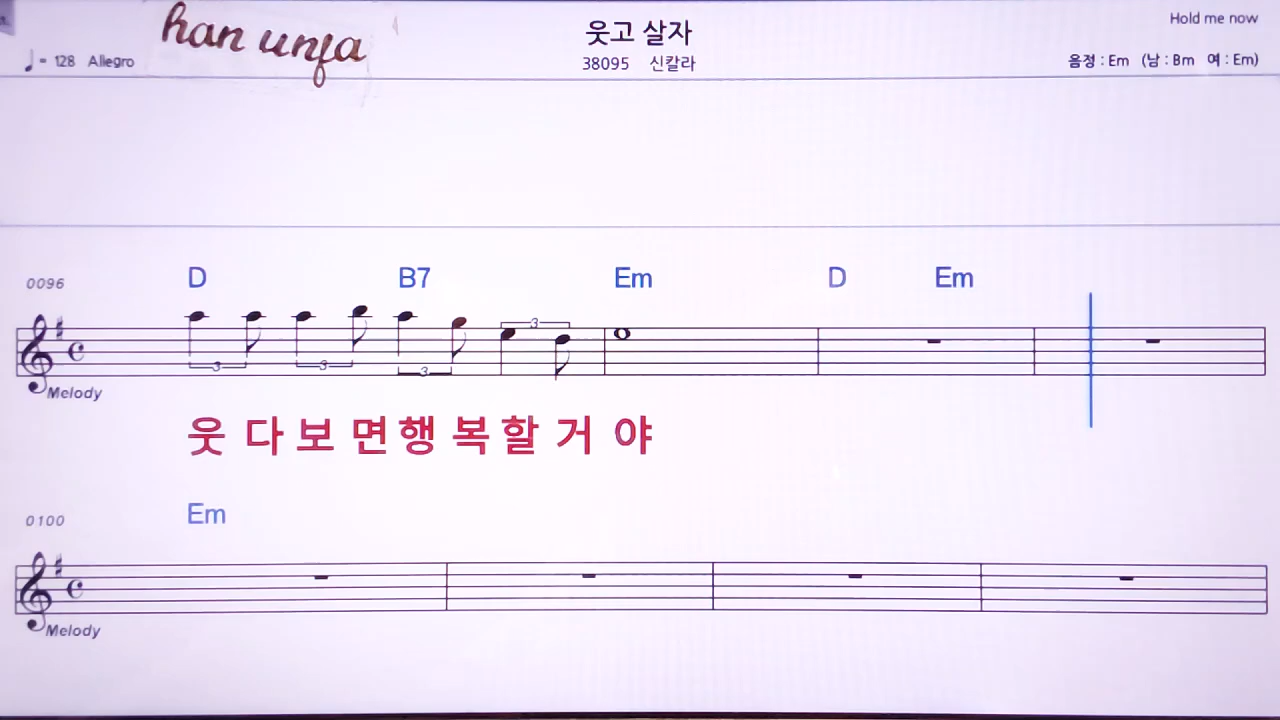 han unja
웃고 살자
Hold me now
♩= 128 Allegro
38095 신칼라
음정 : Em (남 : Bm 여 : Em)
0096
D B7 Em D Em
3 3 3 3
Melody
웃 다 보 면 행 복 할 거 야
0100
Em
Melody